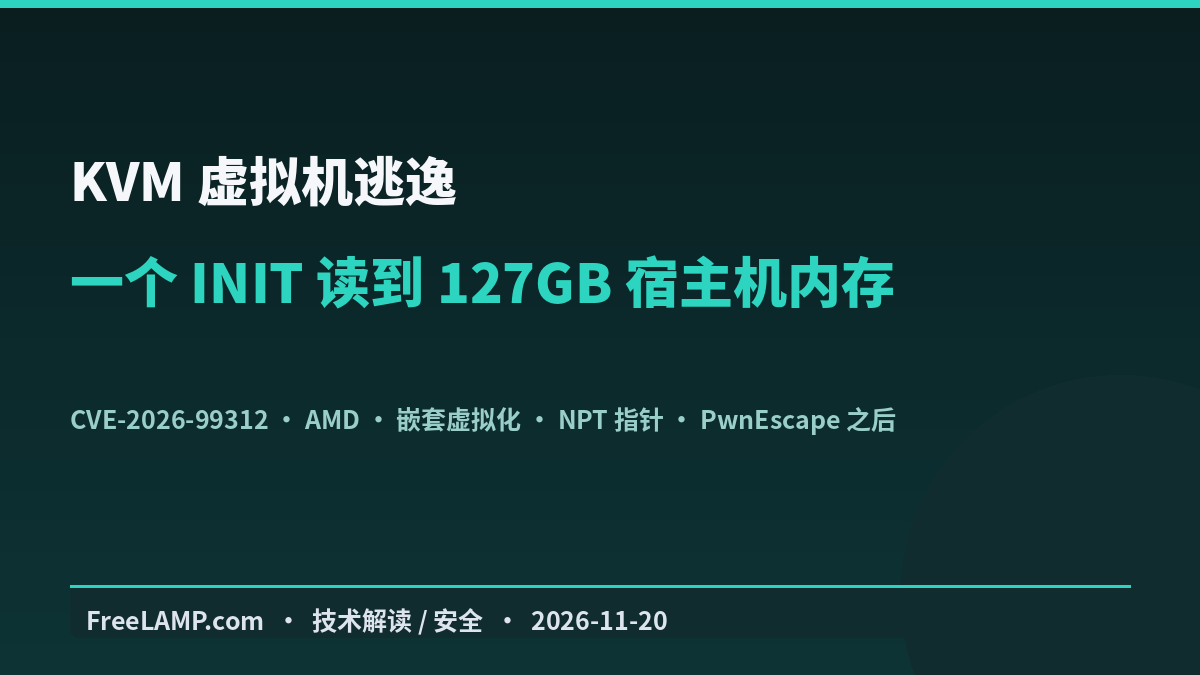 KVM 虚拟机逃逸
一个 INIT 读到 127GB 宿主机内存
CVE-2026-99312 · AMD · 嵌套虚拟化 · NPT 指针 · PwnEscape 之后
FreeLAMP.com · 技术解读 / 安全 · 2026-11-20